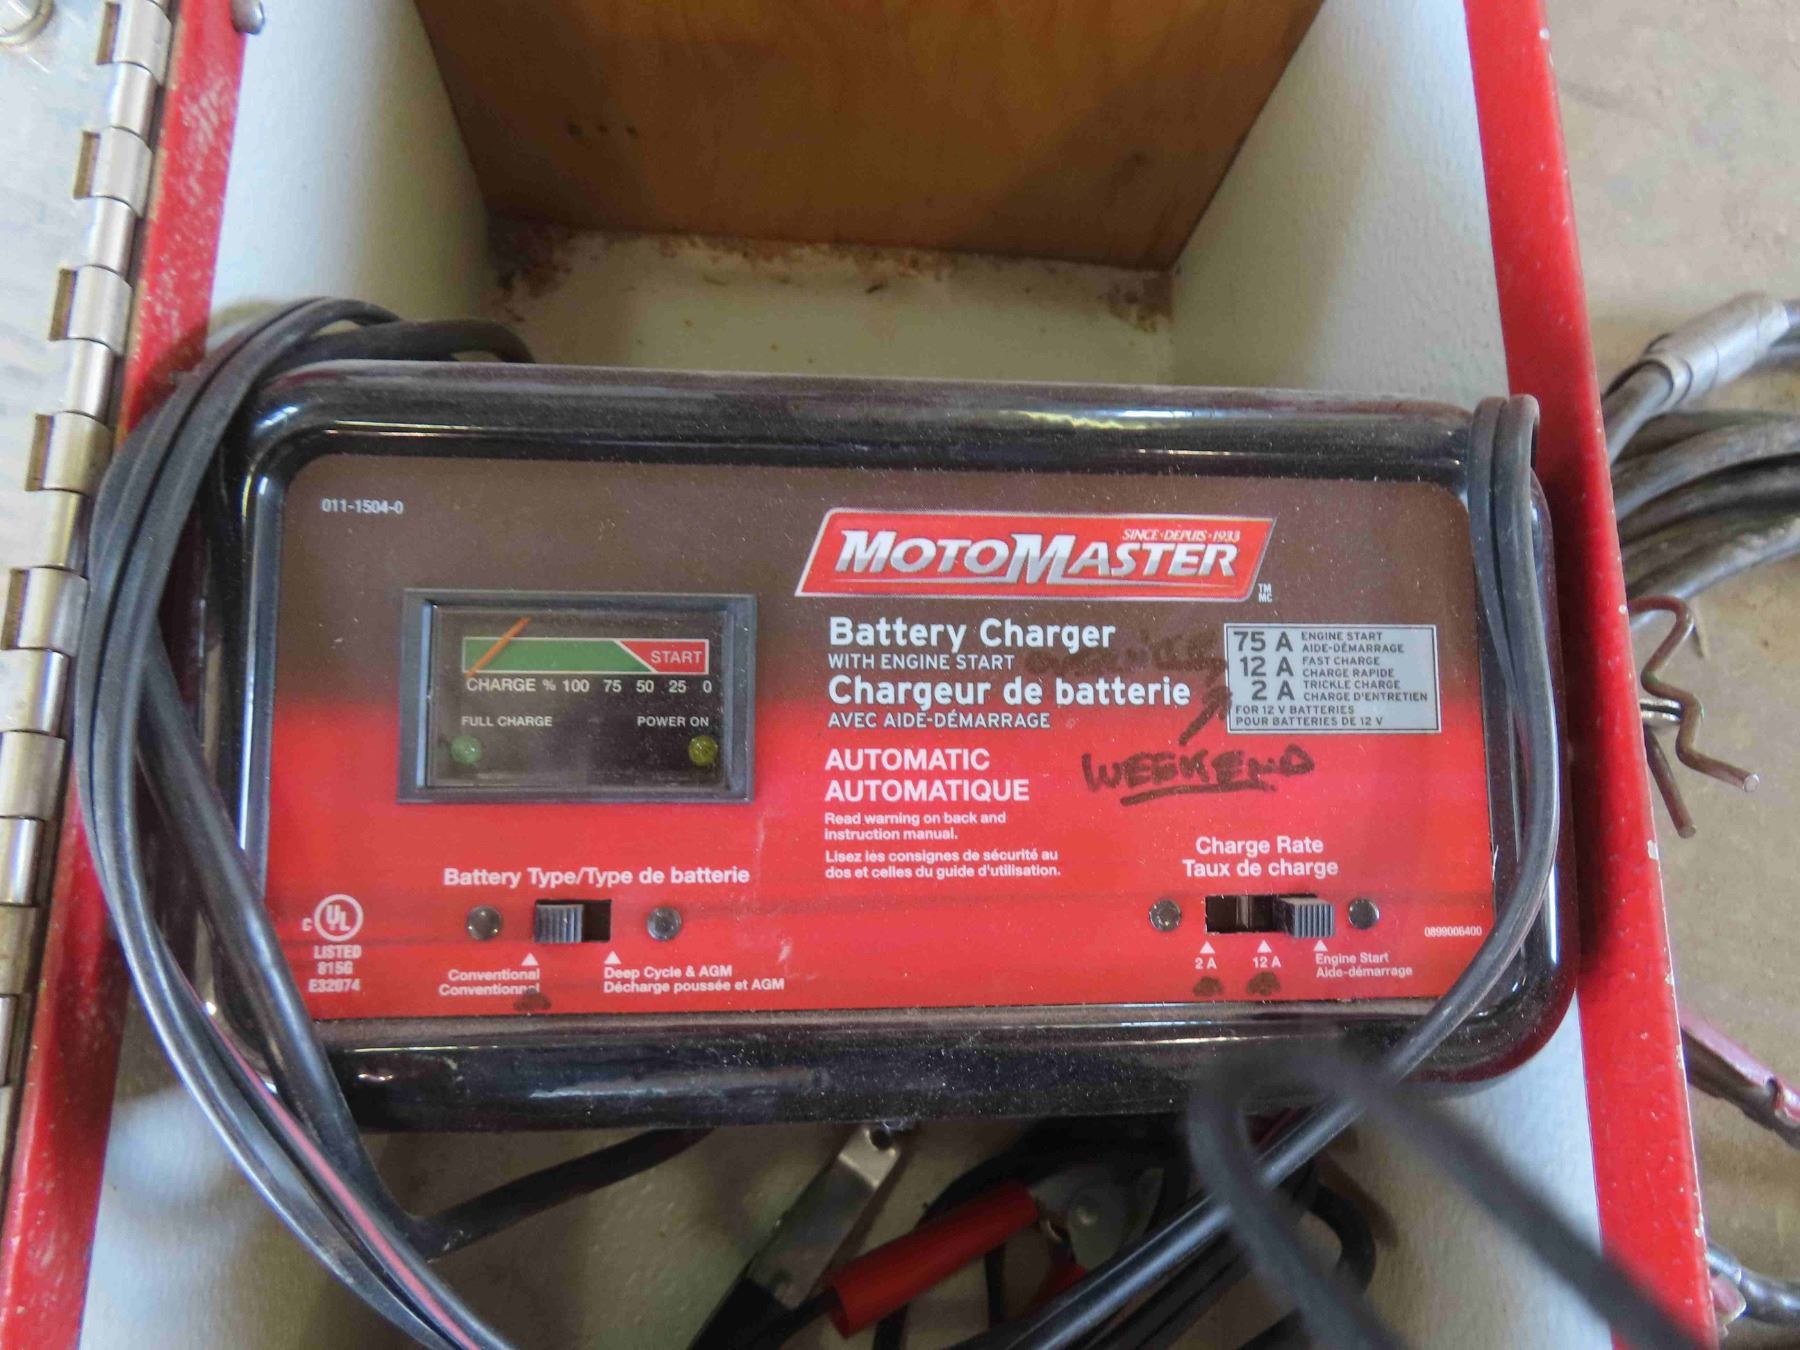 011-1504-0
SINCE·DEPUIS·1933
MOTOMASTER
TM
MC
START
CHARGE % 100 75 50 25 0
FULL CHARGE POWER ON
Battery Charger
WITH ENGINE START
Chargeur de batterie
AVEC AIDE-DÉMARRAGE
75 A ENGINE START
AIDE-DÉMARRAGE
12 A FAST CHARGE
CHARGE RAPIDE
2 A TRICKLE CHARGE
CHARGE D'ENTRETIEN
FOR 12 V BATTERIES
POUR BATTERIES DE 12 V
AUTOMATIC
AUTOMATIQUE
WEEKEND
Read warning on back and
instruction manual.
Lisez les consignes de sécurité au
dos et celles du guide d'utilisation.
Battery Type/Type de batterie
Charge Rate
Taux de charge
C UL
LISTED
815G
E32074
Conventional
Conventionnel
Deep Cycle & AGM
Décharge poussée et AGM
2 A
12 A
Engine Start
Aide-démarrage
0899006400